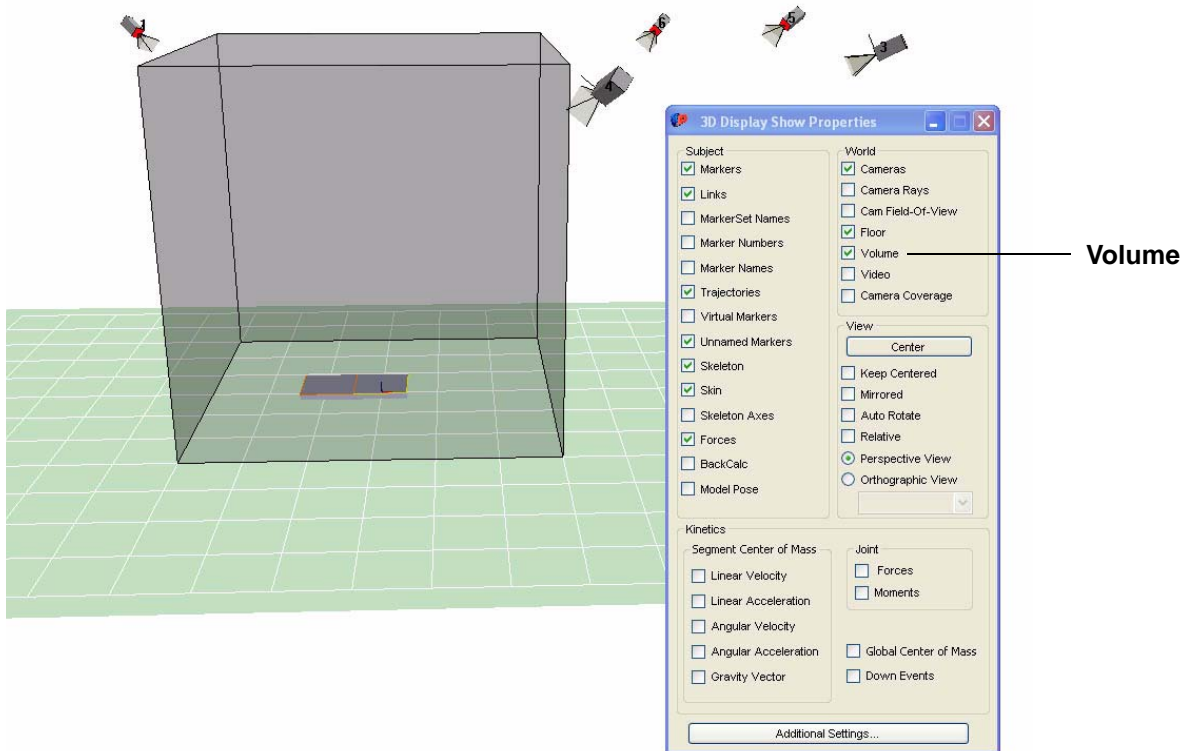 1
6
5
3
4
3D Display Show Properties
Subject
Markers
Links
MarkerSet Names
Marker Numbers
Marker Names
Trajectories
Virtual Markers
Unnamed Markers
Skeleton
Skin
Skeleton Axes
Forces
BackCalc
Model Pose
World
Cameras
Camera Rays
Cam Field-Of-View
Floor
Volume
Video
Camera Coverage
Volume
View
Center
Keep Centered
Mirrored
Auto Rotate
Relative
Perspective View
Orthographic View
Kinetics
Segment Center of Mass
Linear Velocity
Linear Acceleration
Angular Velocity
Angular Acceleration
Gravity Vector
Joint
Forces
Moments
Global Center of Mass
Down Events
Additional Settings...